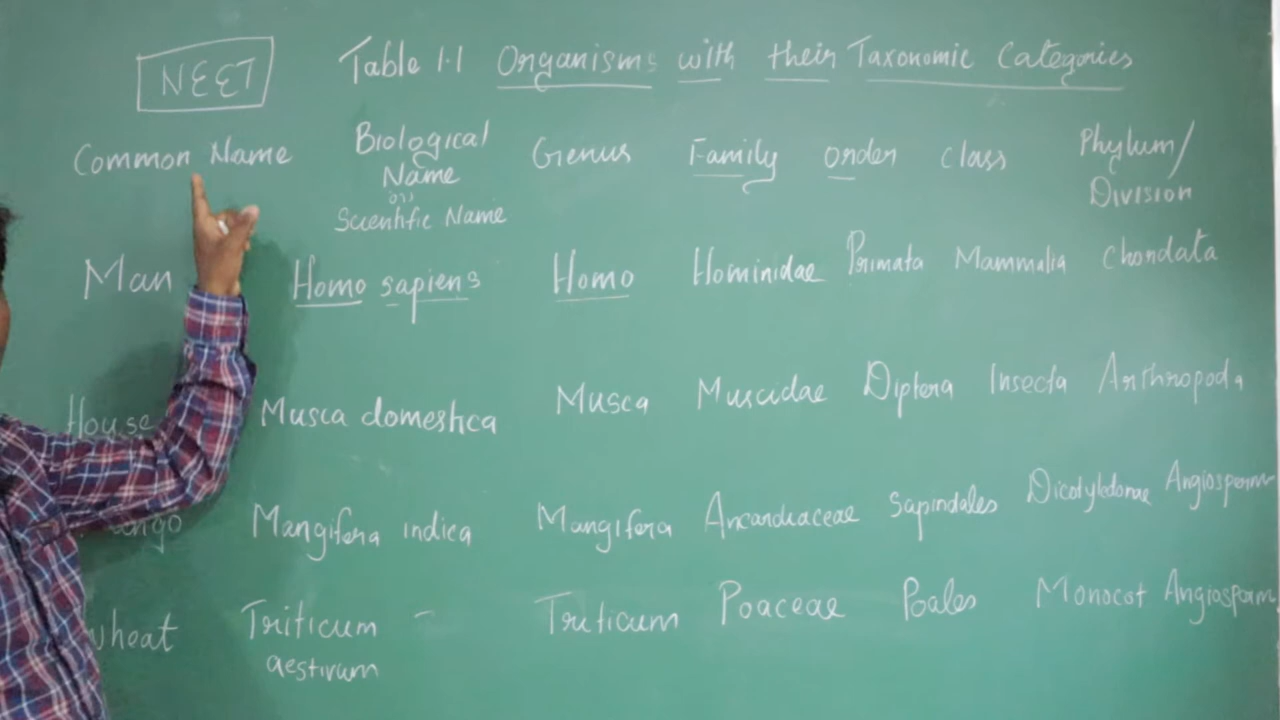 NEET Table 1.1 Organisms with their Taxonomic Categories
Common Name Biological Name or Scientific Name Genus Family order class Phylum/ Division
Man Homo sapiens Homo Hominidae Primata Mammalia Chordata
House Musca domestica Musca Muscidae Diptera Insecta Arthropoda
Mangifera indica Mangifera Ancardiaceae Sapindales Dicotyledonae Angiosperm
wheat Triticum aestivum Triticum Poaceae Poales Monocot Angiosperm